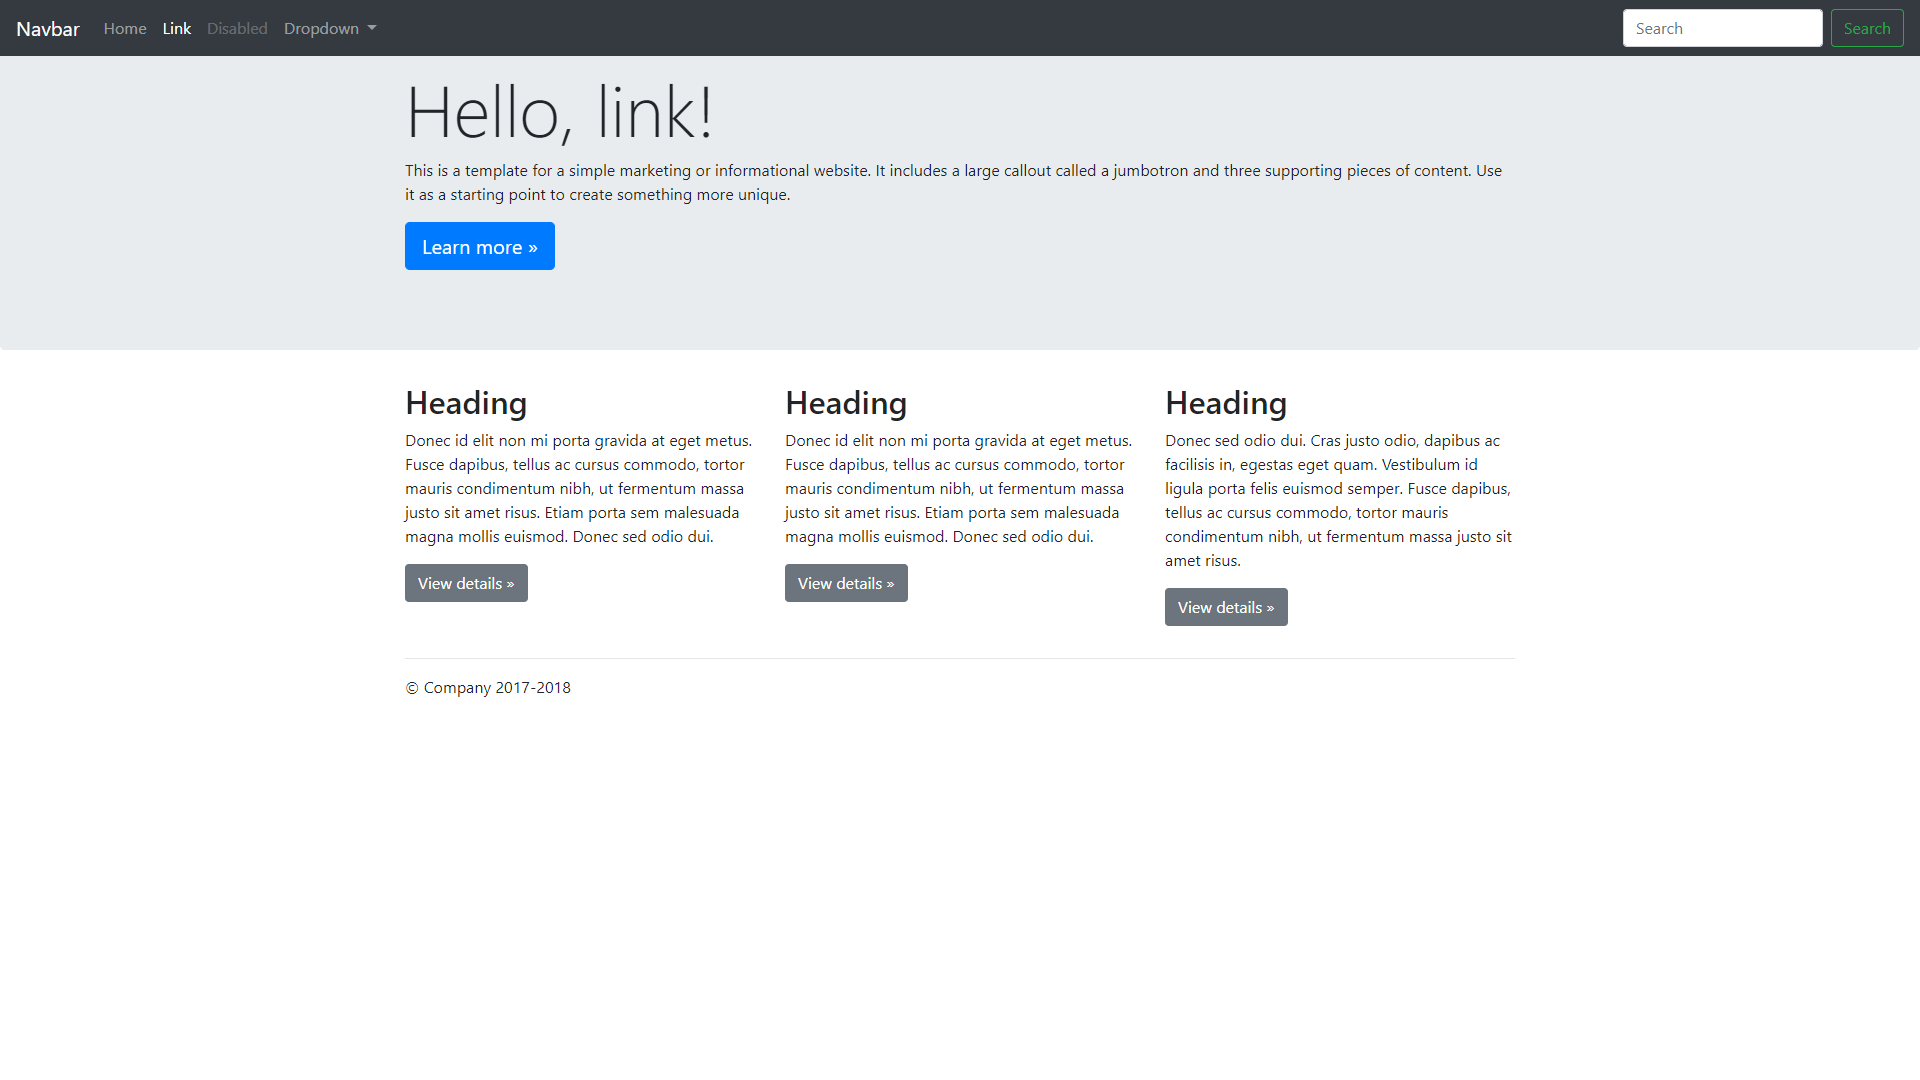 Navbar Home Link Disabled Dropdown Search Search
Hello, link!
This is a template for a simple marketing or informational website. It includes a large callout called a jumbotron and three supporting pieces of content. Use
it as a starting point to create something more unique.
Learn more »
Heading
Donec id elit non mi porta gravida at eget metus.
Fusce dapibus, tellus ac cursus commodo, tortor
mauris condimentum nibh, ut fermentum massa
justo sit amet risus. Etiam porta sem malesuada
magna mollis euismod. Donec sed odio dui.
View details »
Heading
Donec id elit non mi porta gravida at eget metus.
Fusce dapibus, tellus ac cursus commodo, tortor
mauris condimentum nibh, ut fermentum massa
justo sit amet risus. Etiam porta sem malesuada
magna mollis euismod. Donec sed odio dui.
View details »
Heading
Donec sed odio dui. Cras justo odio, dapibus ac
facilisis in, egestas eget quam. Vestibulum id
ligula porta felis euismod semper. Fusce dapibus,
tellus ac cursus commodo, tortor mauris
condimentum nibh, ut fermentum massa justo sit
amet risus.
View details »
© Company 2017-2018